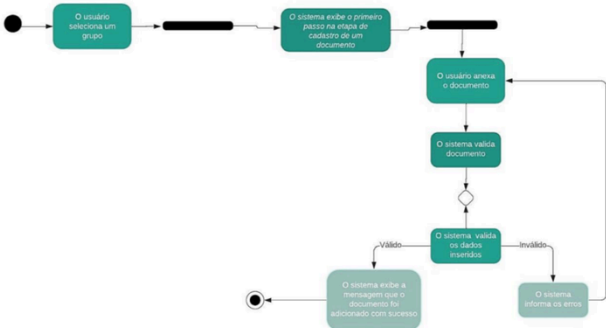 O usuário
seleciona um
grupo
O sistema exibe o primeiro
passo na etapa de
cadastro de um
documento
O usuário anexa
o documento
O sistema valida
documento
O sistema valida
os dados
inseridos
Válido
Inválido
O sistema exibe a
mensagem que o
documento foi
adicionado com sucesso
O sistema
informa os erros